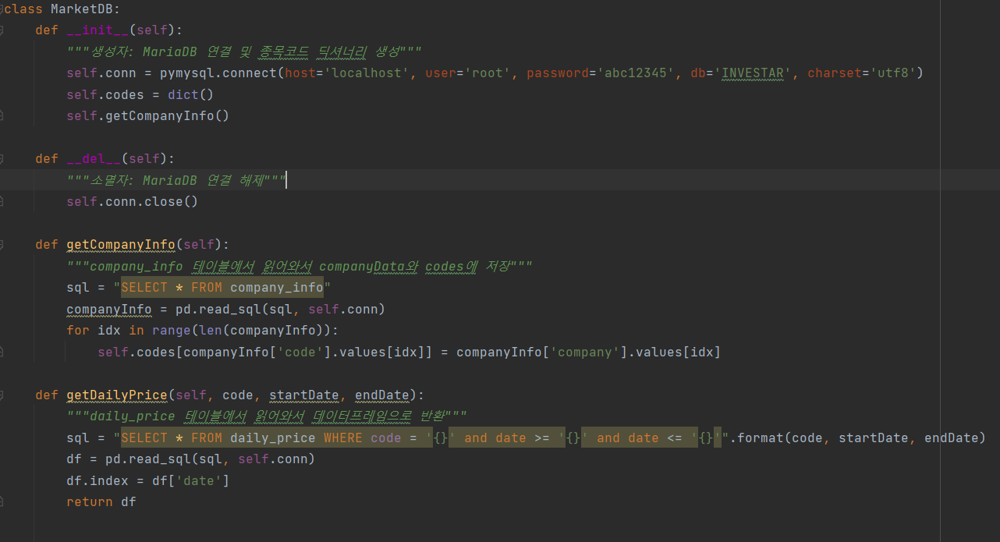 class MarketDB:
    def __init__(self):
        """생성자: MariaDB 연결 및 종목코드 딕셔너리 생성"""
        self.conn = pymysql.connect(host='localhost', user='root', password='abc12345', db='INVESTAR', charset='utf8')
        self.codes = dict()
        self.getCompanyInfo()

    def __del__(self):
        """소멸자: MariaDB 연결 해제"""
        self.conn.close()

    def getCompanyInfo(self):
        """company_info 테이블에서 읽어와서 companyData와 codes에 저장"""
        sql = "SELECT * FROM company_info"
        companyInfo = pd.read_sql(sql, self.conn)
        for idx in range(len(companyInfo)):
            self.codes[companyInfo['code'].values[idx]] = companyInfo['company'].values[idx]

    def getDailyPrice(self, code, startDate, endDate):
        """daily_price 테이블에서 읽어와서 데이터프레임으로 반환"""
        sql = "SELECT * FROM daily_price WHERE code = '{}' and date >= '{}' and date <= '{}'".format(code, startDate, endDate)
        df = pd.read_sql(sql, self.conn)
        df.index = df['date']
        return df